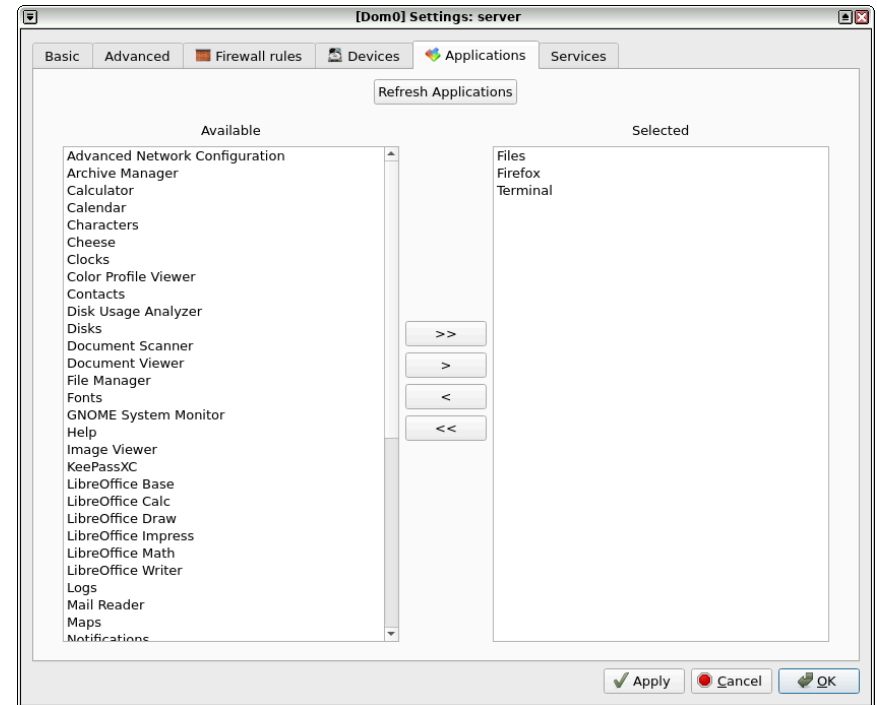 [Dom0] Settings: server
Basic Advanced Firewall rules Devices Applications Services
Refresh Applications
Available
Advanced Network Configuration
Archive Manager
Calculator
Calendar
Characters
Cheese
Clocks
Color Profile Viewer
Contacts
Disk Usage Analyzer
Disks
Document Scanner
Document Viewer
File Manager
Fonts
GNOME System Monitor
Help
Image Viewer
KeePassXC
LibreOffice Base
LibreOffice Calc
LibreOffice Draw
LibreOffice Impress
LibreOffice Math
LibreOffice Writer
Logs
Mail Reader
Maps
Notifications
>>
>
<
<<
Selected
Files
Firefox
Terminal
Apply Cancel OK